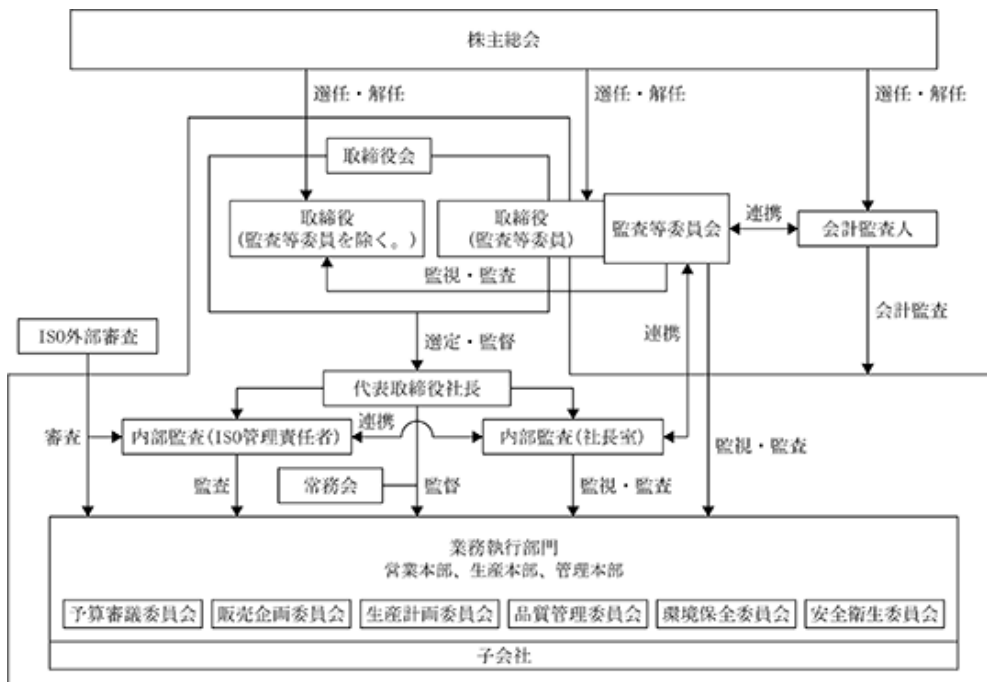 株主総会
選任・解任
選任・解任
選任・解任
取締役会
取締役
(監査等委員を除く。)
取締役
(監査等委員)
監査等委員会
連携
会計監査人
監視・監査
会計監査
ISO外部審査
選定・監督
連携
代表取締役社長
審査
内部監査(ISO管理責任者)
連携
内部監査(社長室)
監視・監査
監査
常務会
監督
監視・監査
業務執行部門
営業本部、生産本部、管理本部
予算審議委員会
販売企画委員会
生産計画委員会
品質管理委員会
環境保全委員会
安全衛生委員会
子会社